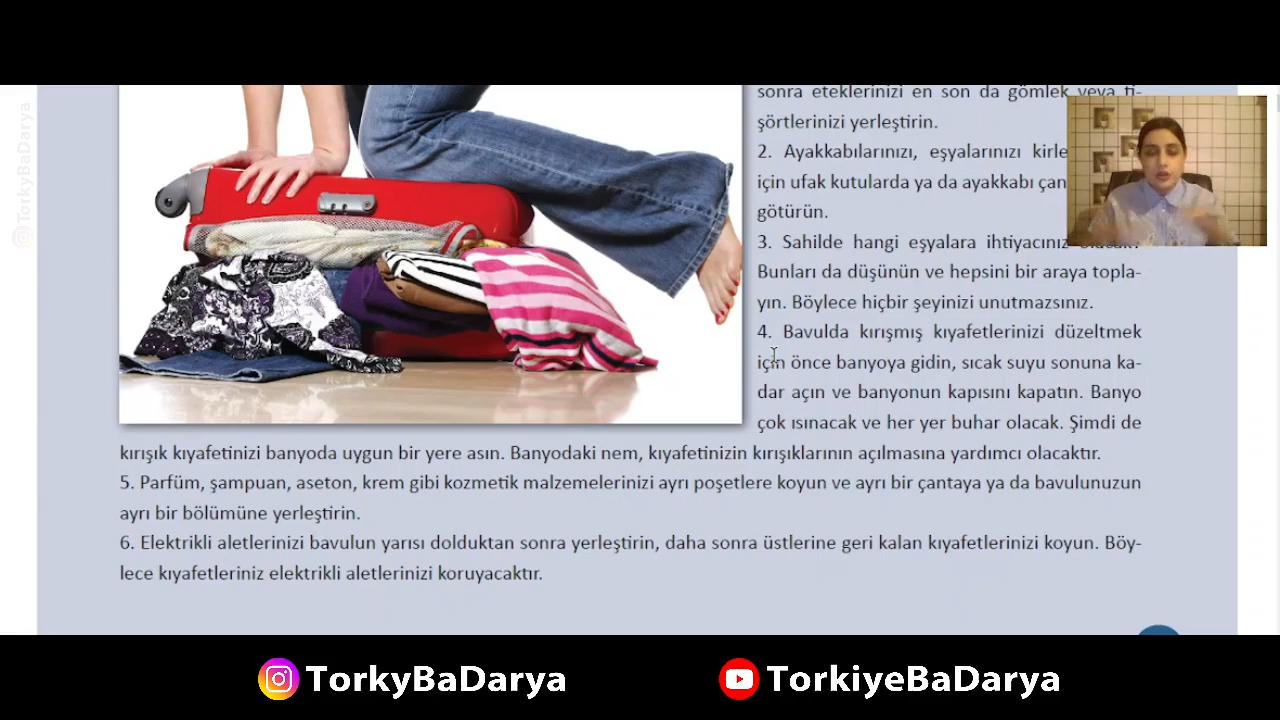 sonra eteklerinizi en son da gömlek veya ti-
şörtlerinizi yerleştirin.
2. Ayakkabılarınızı, eşyalarınızı
için ufak kutularda ya da ayakkabı
götürün.
3. Sahilde hangi eşyalara ihtiyacınız
Bunları da düşünün ve hepsini bir araya topla-
yın. Böylece hiçbir şeyinizi unutmazsınız.
4. Bavulda kırışmış kıyafetlerinizi düzeltmek
için önce banyoya gidin, sıcak suyu sonuna ka-
dar açın ve banyonun kapısını kapatın. Banyo
çok ısınacak ve her yer buhar olacak. Şimdi de
kırışık kıyafetinizi banyoda uygun bir yere asın. Banyodaki nem, kıyafetinizin kırışıklarının açılmasına yardımcı olacaktır.
5. Parfüm, şampuan, aseton, krem gibi kozmetik malzemelerinizi ayrı poşetlere koyun ve ayrı bir çantaya ya da bavulunuzun
ayrı bir bölümüne yerleştirin.
6. Elektrikli aletlerinizi bavulun yarısı dolduktan sonra yerleştirin, daha sonra üstlerine geri kalan kıyafetlerinizi koyun. Böy-
lece kıyafetleriniz elektrikli aletlerinizi koruyacaktır.
@TorkyBaDarya
TorkyBaDarya
TorkiyeBaDarya